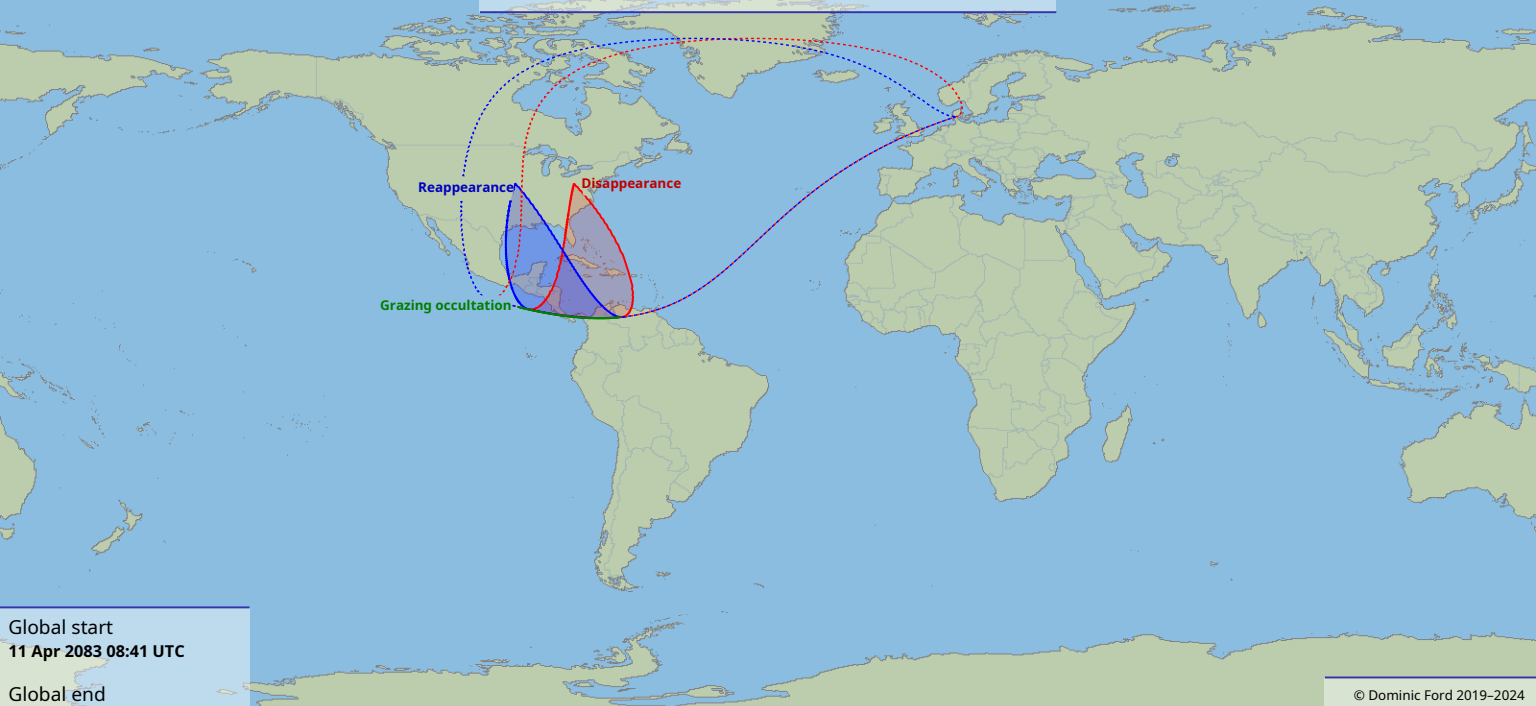 Reappearance
Disappearance
Grazing occultation
Global start
11 Apr 2083 08:41 UTC
Global end
© Dominic Ford 2019–2024